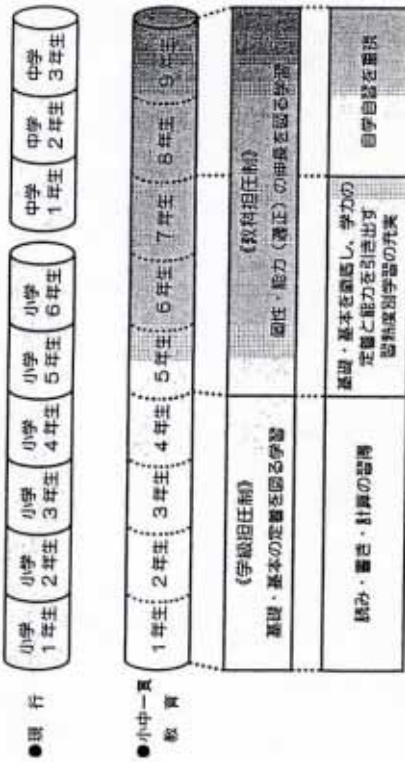 ●現 行
小学
1年生
小学
2年生
小学
3年生
小学
4年生
小学
5年生
小学
6年生
中学
1年生
中学
2年生
中学
3年生
●小中一貫
教 育
1年生
2年生
3年生
4年生
5年生
6年生
7年生
8年生
9年生
《学級担任制》
基礎・基本の定着を図る学習
《教科担任制》
個性・能力（適正）の伸長を図る学習
読み・書き・計算の習得
基礎・基本を徹底し、学力の
定着と能力を引き出す
習熟度別学習の充実
自学自習を重視